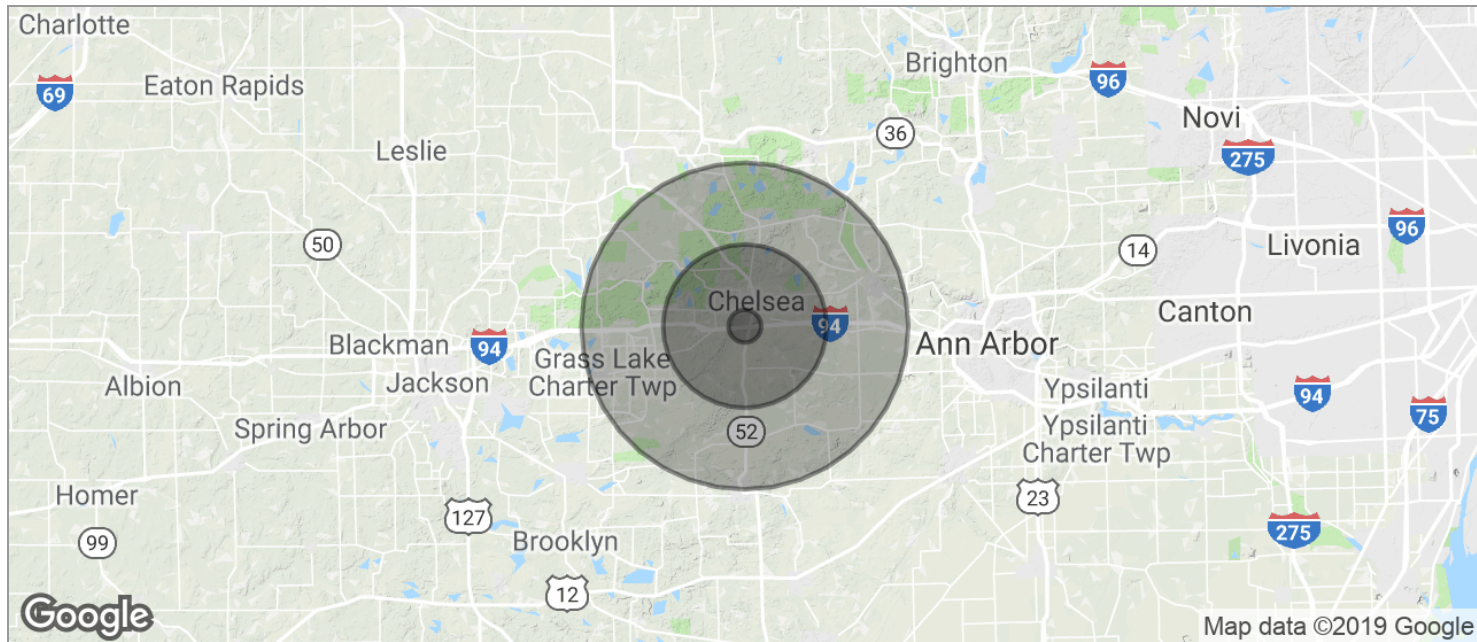 Charlotte
Brighton
96
Eaton Rapids
69
Novi
36
Leslie
275
96
50
Livonia
14
Chelsea
Canton
94
Blackman
94
Ann Arbor
Grass Lake
Charter Twp
Albion
Jackson
Ypsilanti
94
75
Spring Arbor
52
Ypsilanti
Charter Twp
Homer
23
127
275
99
Brooklyn
12
Google
Map data ©2019 Google